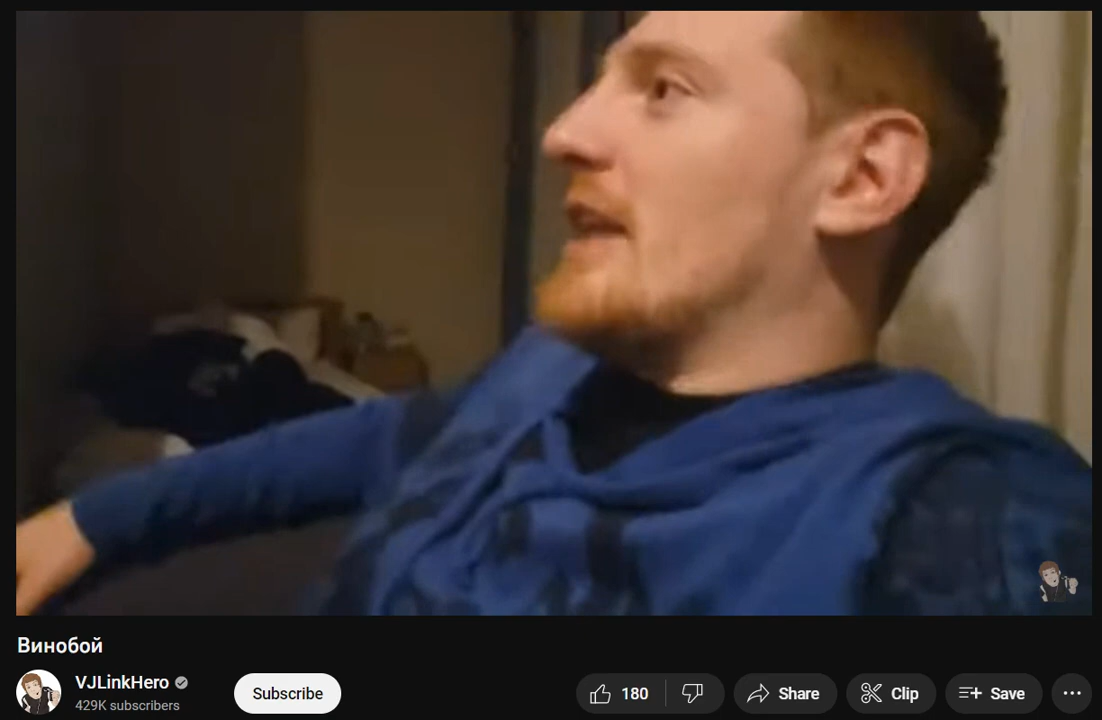 Винобой
VJLinkHero
429K subscribers
Subscribe
180
Share
Clip
Save